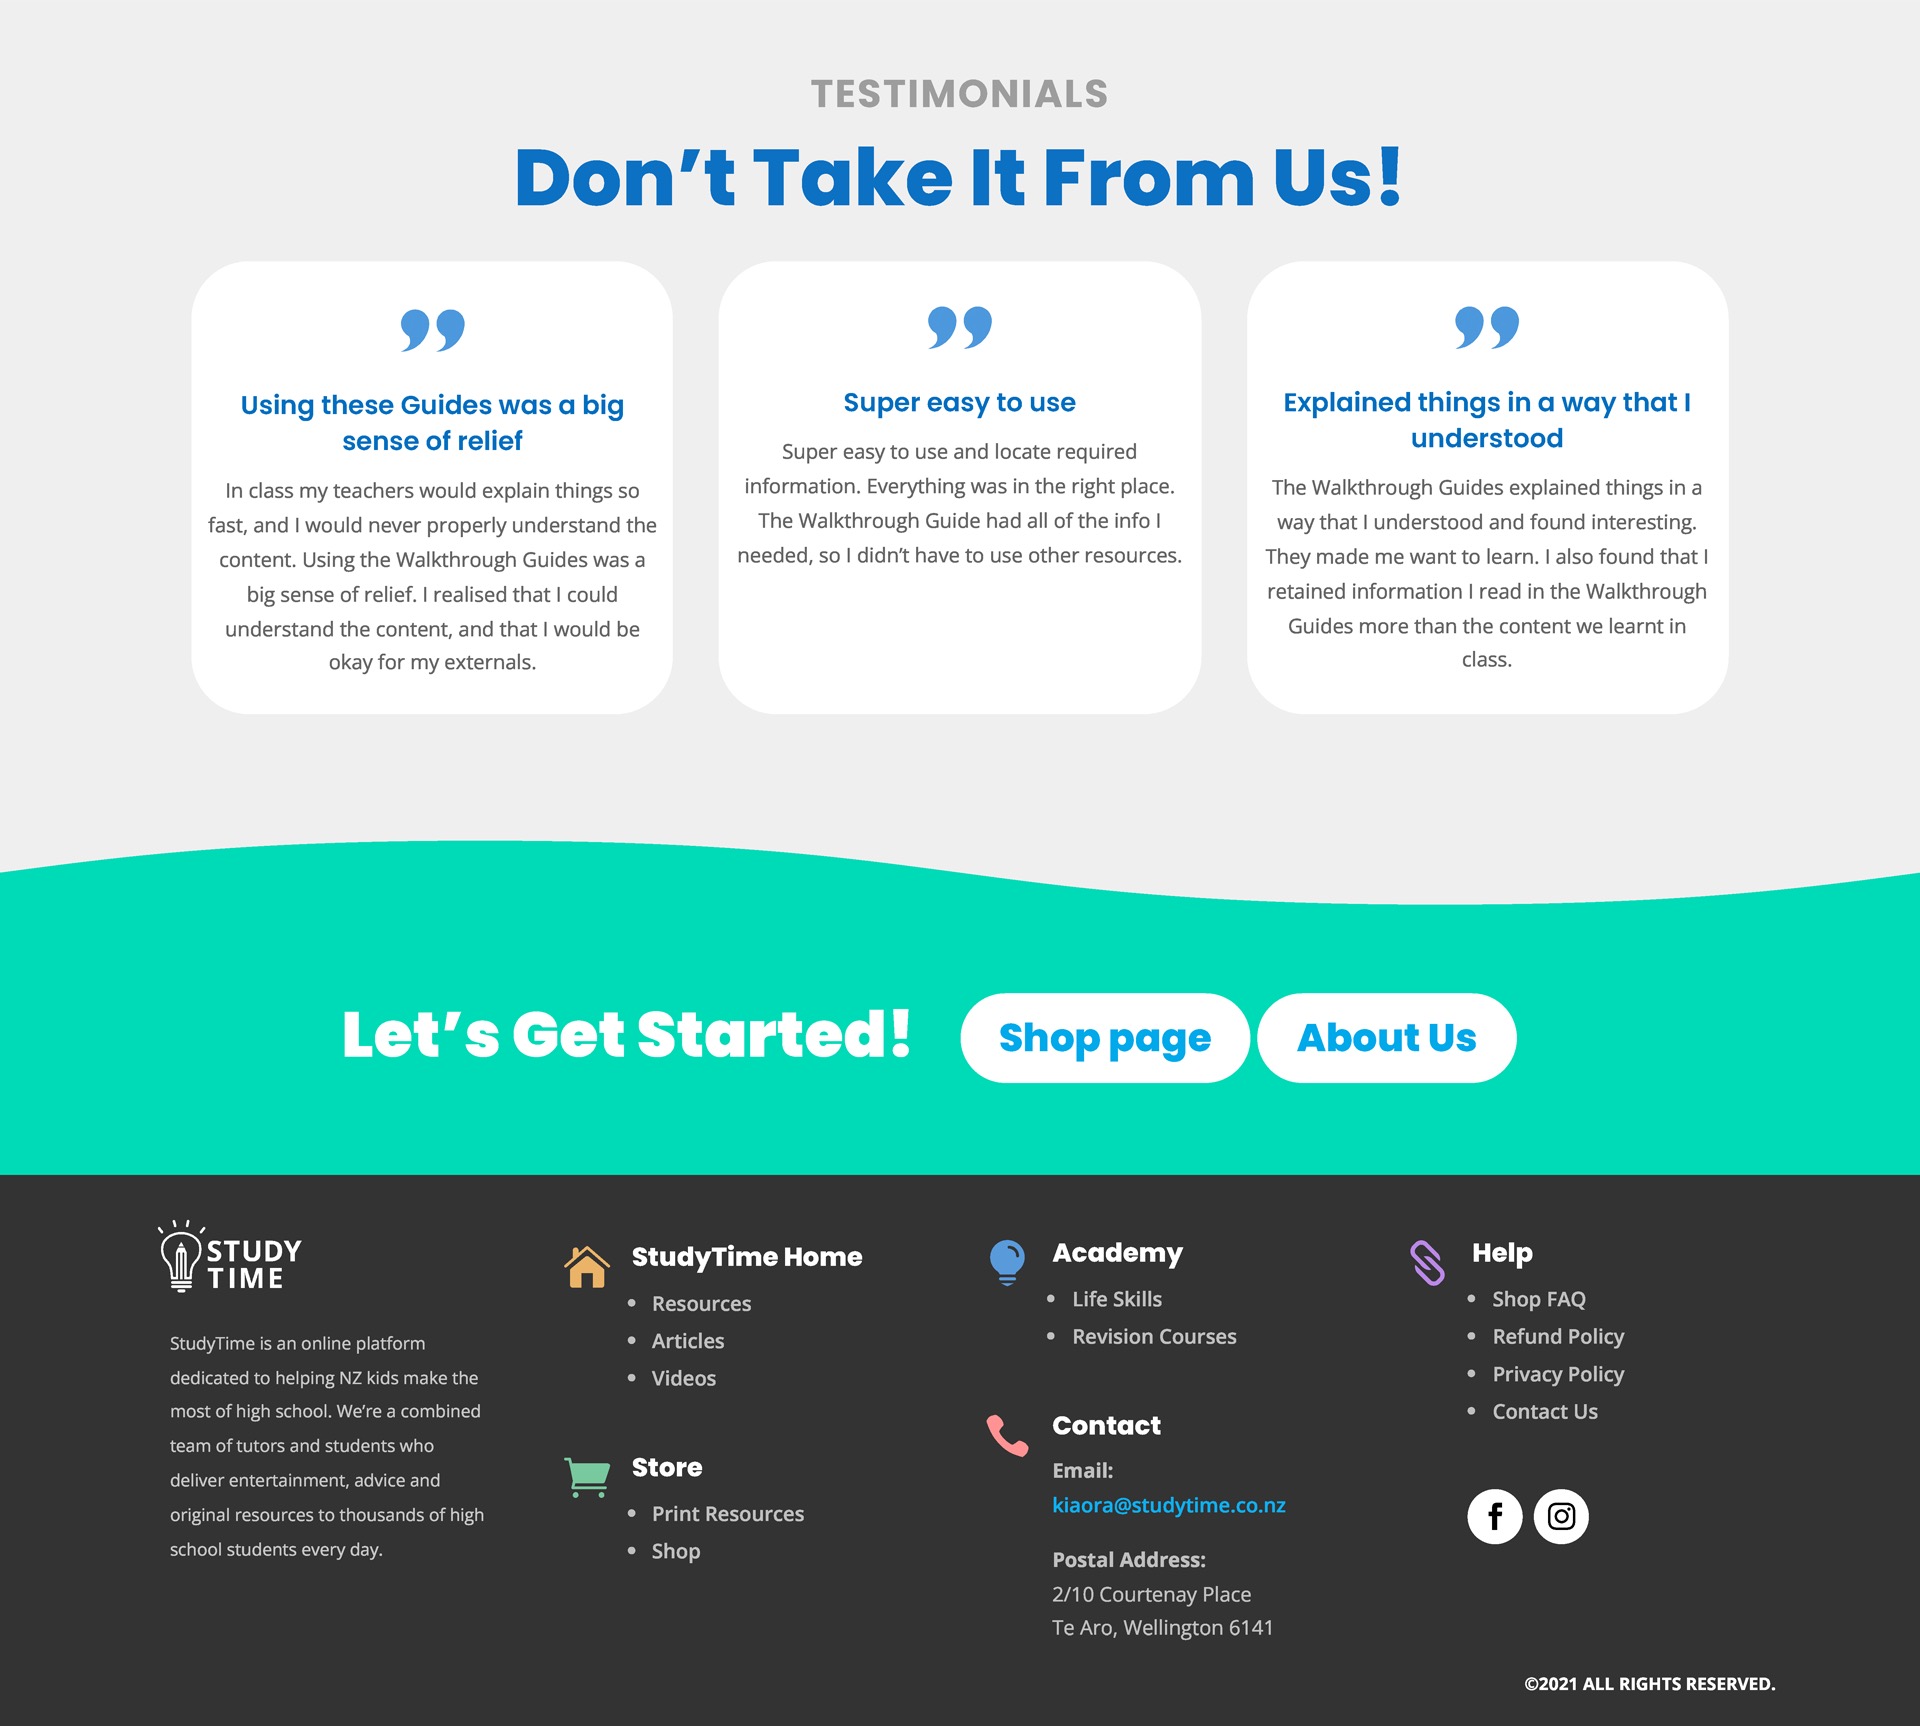 TESTIMONIALS
Don’t Take It From Us!
Using these Guides was a big
sense of relief
In class my teachers would explain things so
fast, and I would never properly understand the
content. Using the Walkthrough Guides was a
big sense of relief. I realised that I could
understand the content, and that I would be
okay for my externals.
Super easy to use
Super easy to use and locate required
information. Everything was in the right place.
The Walkthrough Guide had all of the info I
needed, so I didn’t have to use other resources.
Explained things in a way that I
understood
The Walkthrough Guides explained things in a
way that I understood and found interesting.
They made me want to learn. I also found that I
retained information I read in the Walkthrough
Guides more than the content we learnt in
class.
Let’s Get Started!
Shop page
About Us
STUDY
TIME
StudyTime is an online platform
dedicated to helping NZ kids make the
most of high school. We’re a combined
team of tutors and students who
deliver entertainment, advice and
original resources to thousands of high
school students every day.
StudyTime Home
• Resources
• Articles
• Videos
Store
• Print Resources
• Shop
Academy
• Life Skills
• Revision Courses
Contact
Email:
kiaora@studytime.co.nz
Postal Address:
2/10 Courtenay Place
Te Aro, Wellington 6141
Help
• Shop FAQ
• Refund Policy
• Privacy Policy
• Contact Us
©2021 ALL RIGHTS RESERVED.